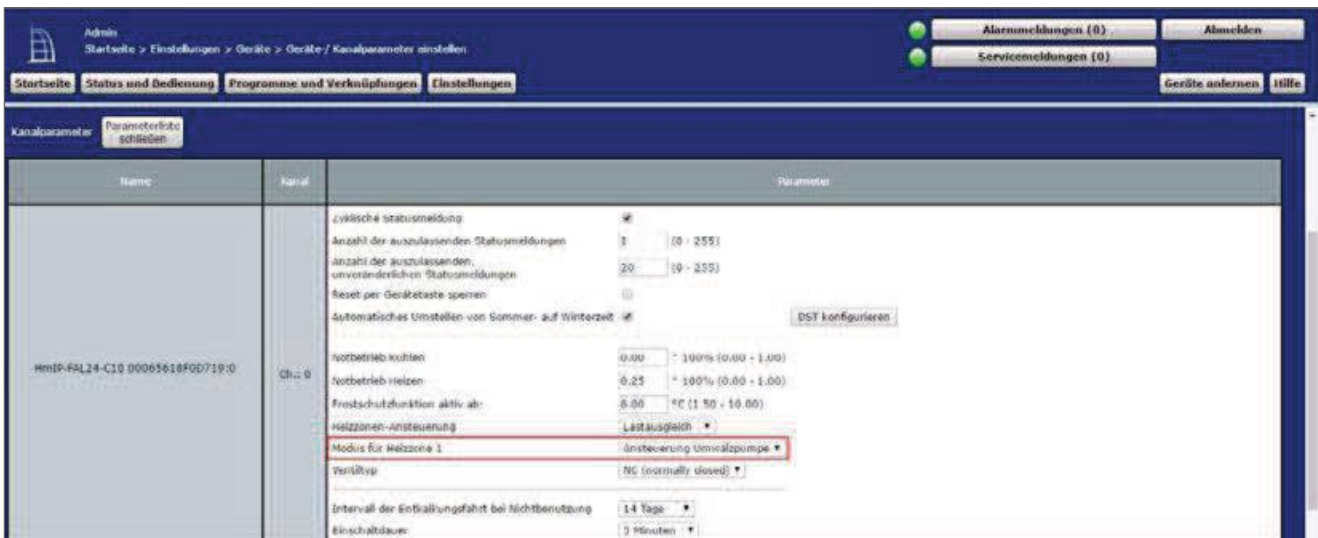 Admin
Startseite > Einstellungen > Geräte > Geräte-/ Kanalparameter einstellen
Alarmmeldungen (0)
Abmelden
Servicemeldungen (0)
Startseite
Status und Bedienung
Programme und Verknüpfungen
Einstellungen
Geräte anlernen
Hilfe
Kanalparameter
Parameterliste
schließen
Name
Kanal
Parameter
HmIP-FAL24-C10 00065618F0D719:0
Ch.: 0
Zyklische Statusmeldung
Anzahl der auszulassenden Statusmeldungen
1 (0 - 255)
Anzahl der auszulassenden,
unveränderlichen Statusmeldungen
20 (0 - 255)
Reset per Gerätetaste sperren
Automatisches Umstellen von Sommer- auf Winterzeit
DST konfigurieren
Notbetrieb Kühlen
0.00 * 100% (0.00 - 1.00)
Notbetrieb Heizen
0.25 * 100% (0.00 - 1.00)
Frostschutzfunktion aktiv ab:
8.00 °C (1.50 - 10.00)
Heizzonen-Ansteuerung
Lastausgleich
Modus für Heizzone 1
Ansteuerung Umwälzpumpe
Ventiltyp
NC (normally closed)
Intervall der Entkalkungsfahrt bei Nichtbenutzung
14 Tage
Einschaltdauer
Minuten